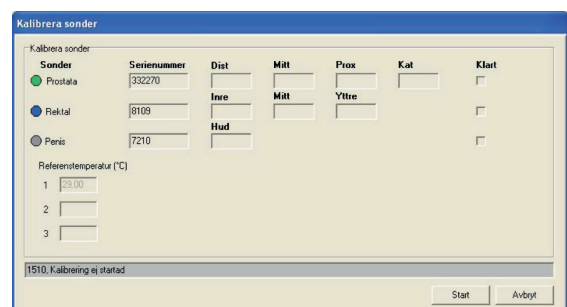 Kalibrera sonder
Kalibrera sonder
Sonder Serienummer Dist Mitt Prox Kat Klart
Prostata 332270
Inre Mitt Yttre
Rektal 8109
Hud
Penis 7210
Referenstemperatur (°C)
1 29.00
2
3
1510, Kalibrering ej startad
Start Avbryt